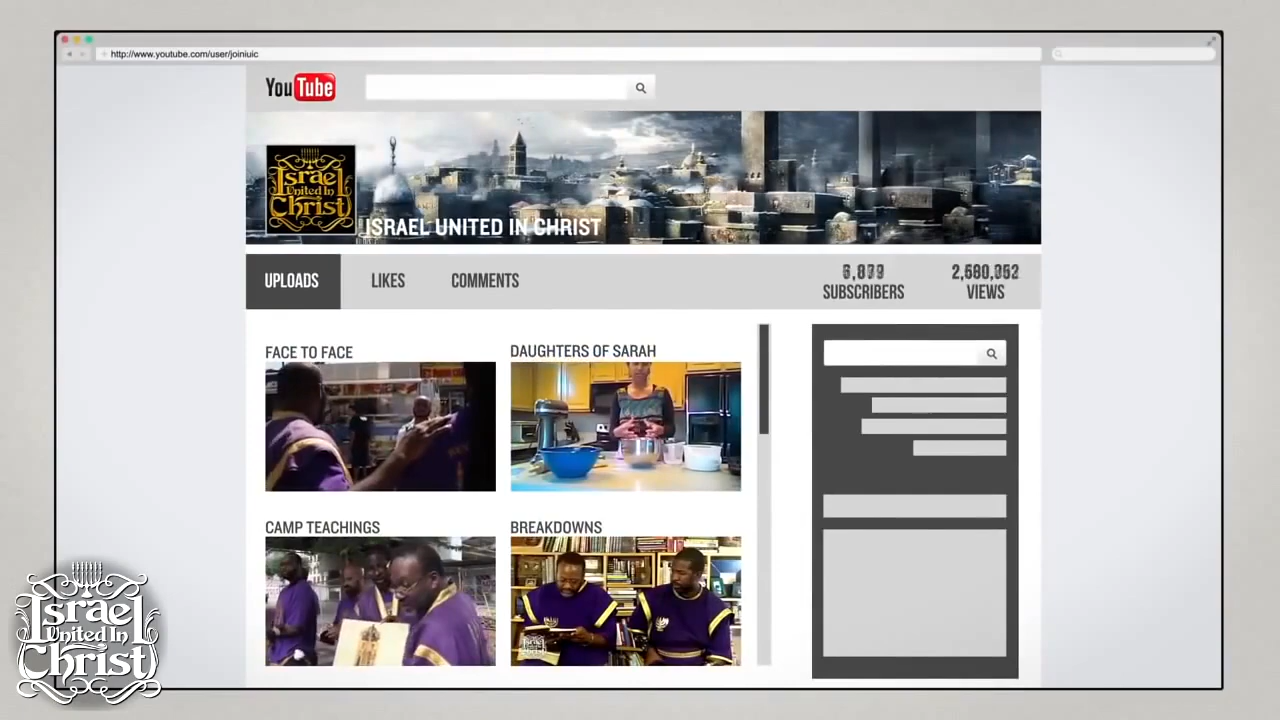 http://www.youtube.com/user/joiniuic
YouTube
Israel
United In
Christ
ISRAEL UNITED IN CHRIST
UPLOADS
LIKES
COMMENTS
SUBSCRIBERS
VIEWS
FACE TO FACE
DAUGHTERS OF SARAH
CAMP TEACHINGS
BREAKDOWNS
Israel
United In
Christ